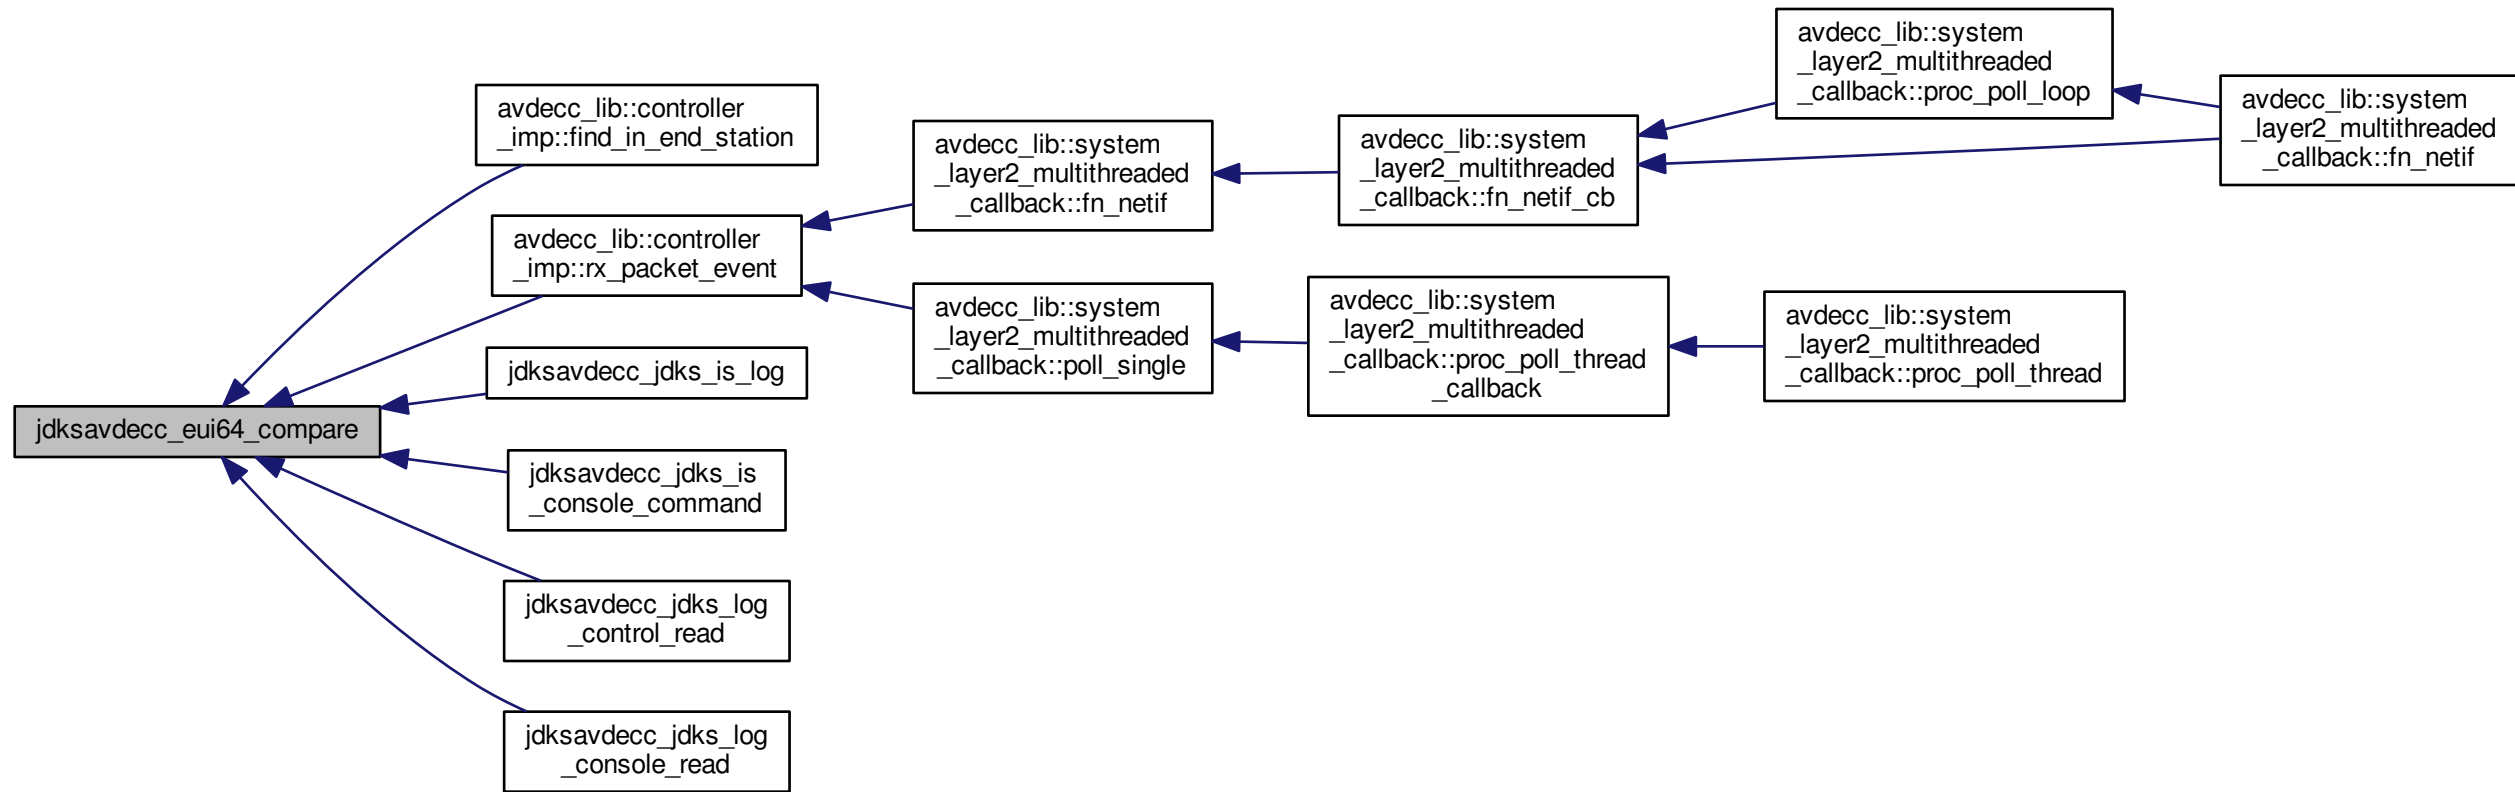 jdksavdecc_eui64_compare
avdecc_lib::controller
_imp::find_in_end_station
avdecc_lib::controller
_imp::rx_packet_event
jdksavdecc_jdks_is_log
jdksavdecc_jdks_is
_console_command
jdksavdecc_jdks_log
_control_read
jdksavdecc_jdks_log
_console_read
avdecc_lib::system
_layer2_multithreaded
_callback::fn_netif
avdecc_lib::system
_layer2_multithreaded
_callback::poll_single
avdecc_lib::system
_layer2_multithreaded
_callback::fn_netif_cb
avdecc_lib::system
_layer2_multithreaded
_callback::proc_poll_thread
_callback
avdecc_lib::system
_layer2_multithreaded
_callback::proc_poll_loop
avdecc_lib::system
_layer2_multithreaded
_callback::proc_poll_thread
avdecc_lib::system
_layer2_multithreaded
_callback::fn_netif